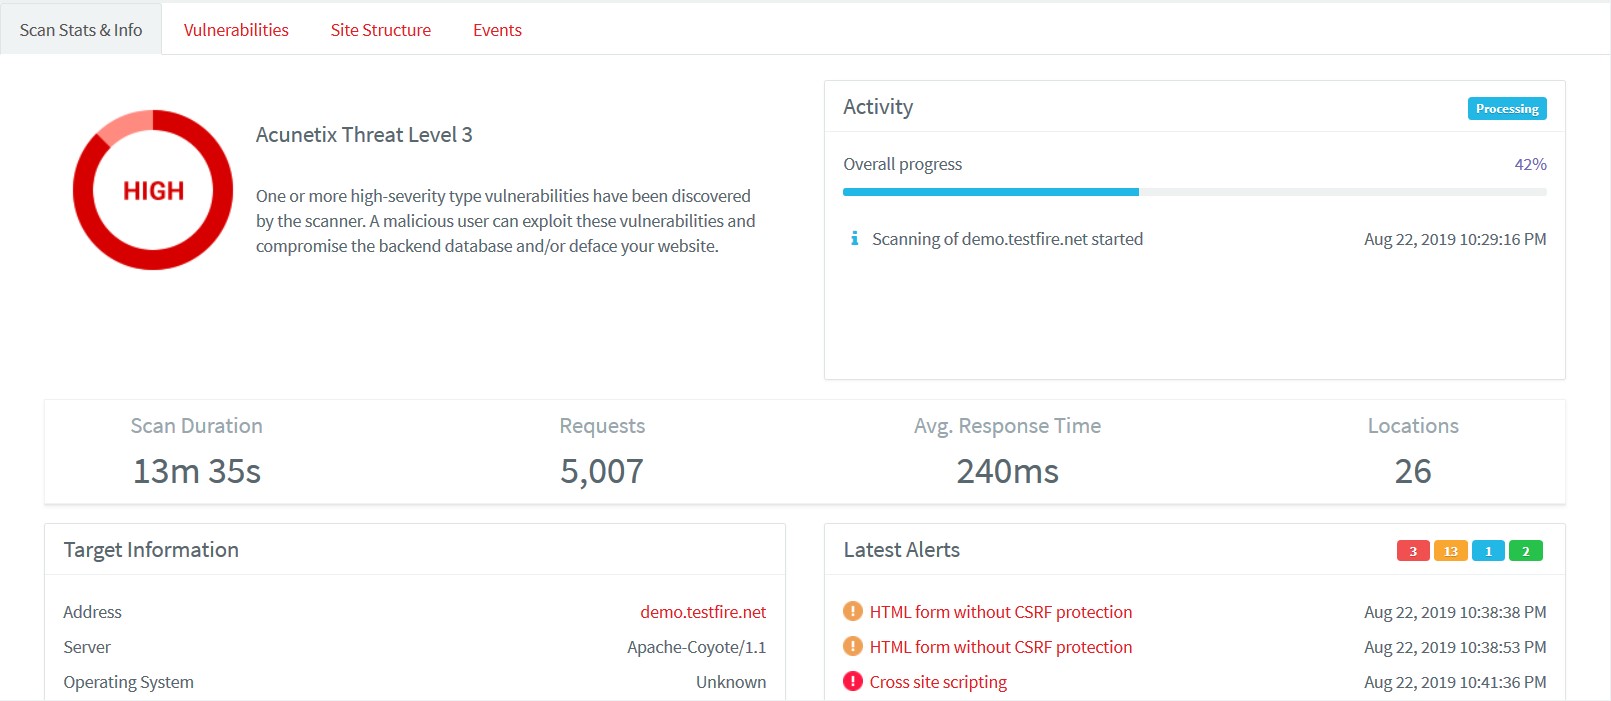 Scan Stats & Info Vulnerabilities Site Structure Events
HIGH
Acunetix Threat Level 3
One or more high-severity type vulnerabilities have been discovered
by the scanner. A malicious user can exploit these vulnerabilities and
compromise the backend database and/or deface your website.
Activity Processing
Overall progress 42%
Scanning of demo.testfire.net started Aug 22, 2019 10:29:16 PM
Scan Duration Requests Avg. Response Time Locations
13m 35s 5,007 240ms 26
Target Information
Address demo.testfire.net
Server Apache-Coyote/1.1
Operating System Unknown
Latest Alerts 3 13 1 2
HTML form without CSRF protection Aug 22, 2019 10:38:38 PM
HTML form without CSRF protection Aug 22, 2019 10:38:53 PM
Cross site scripting Aug 22, 2019 10:41:36 PM